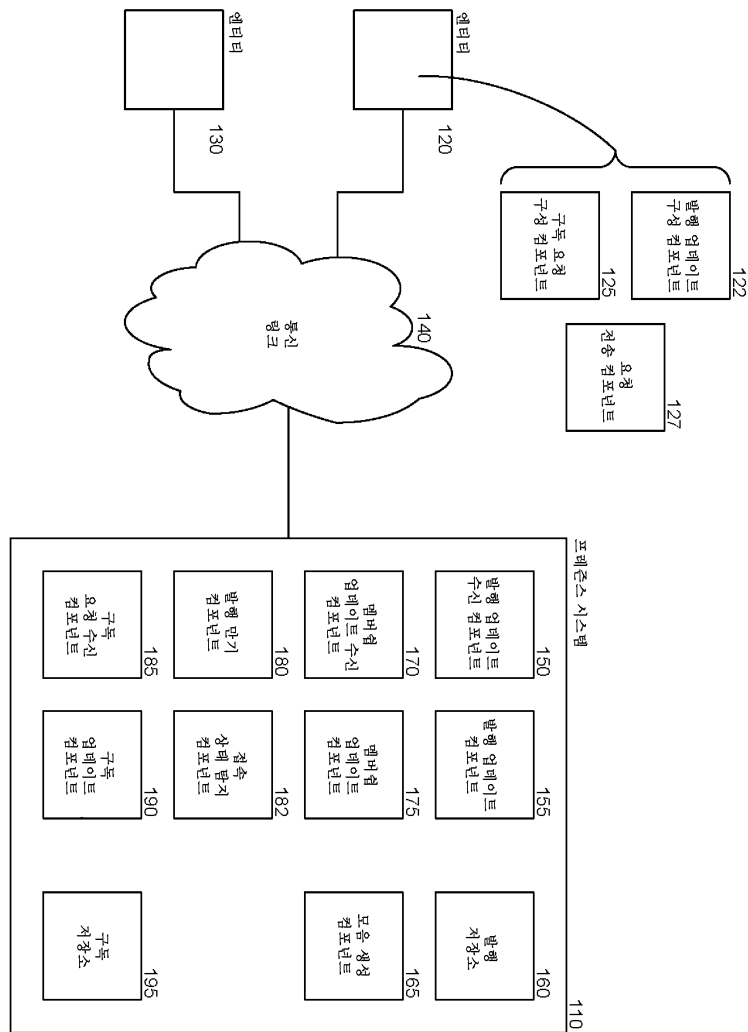 엔티티
120
엔티티
130
발행 업데이트
구성 컴포넌트
122
구독 요청
구성 컴포넌트
125
요청
전송 컴포넌트
127
140
통신
링크
프레즌스 시스템
110
발행 업데이트
수신 컴포넌트
150
발행 업데이트
컴포넌트
155
발행
저장소
160
멤버쉽
업데이트 수신
컴포넌트
170
멤버쉽
업데이트
컴포넌트
175
모음 생성
컴포넌트
165
발행 만기
컴포넌트
180
접속
상태 탐지
컴포넌트
182
구독
요청 수신
컴포넌트
185
구독
업데이트
컴포넌트
190
구독
저장소
195